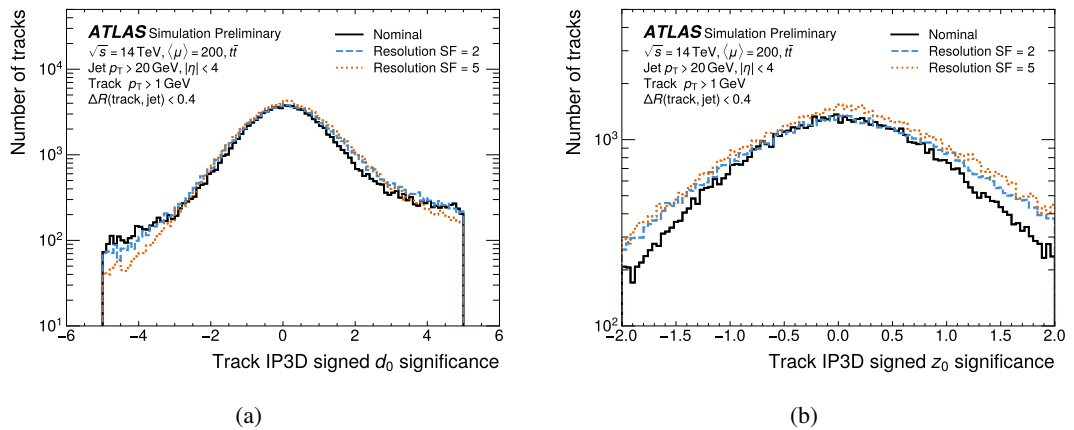 Number of tracks
10⁴
10³
10²
10¹
ATLAS Simulation Preliminary
√s = 14 TeV, ⟨μ⟩ = 200, tt̄
Jet pT > 20 GeV, |η| < 4
Track pT > 1 GeV
ΔR(track, jet) < 0.4
Nominal
Resolution SF = 2
Resolution SF = 5
−6 −4 −2 0 2 4 6
Track IP3D signed d₀ significance
(a)
Number of tracks
10³
10²
ATLAS Simulation Preliminary
√s = 14 TeV, ⟨μ⟩ = 200, tt̄
Jet pT > 20 GeV, |η| < 4
Track pT > 1 GeV
ΔR(track, jet) < 0.4
Nominal
Resolution SF = 2
Resolution SF = 5
−2.0 −1.5 −1.0 −0.5 0.0 0.5 1.0 1.5 2.0
Track IP3D signed z₀ significance
(b)